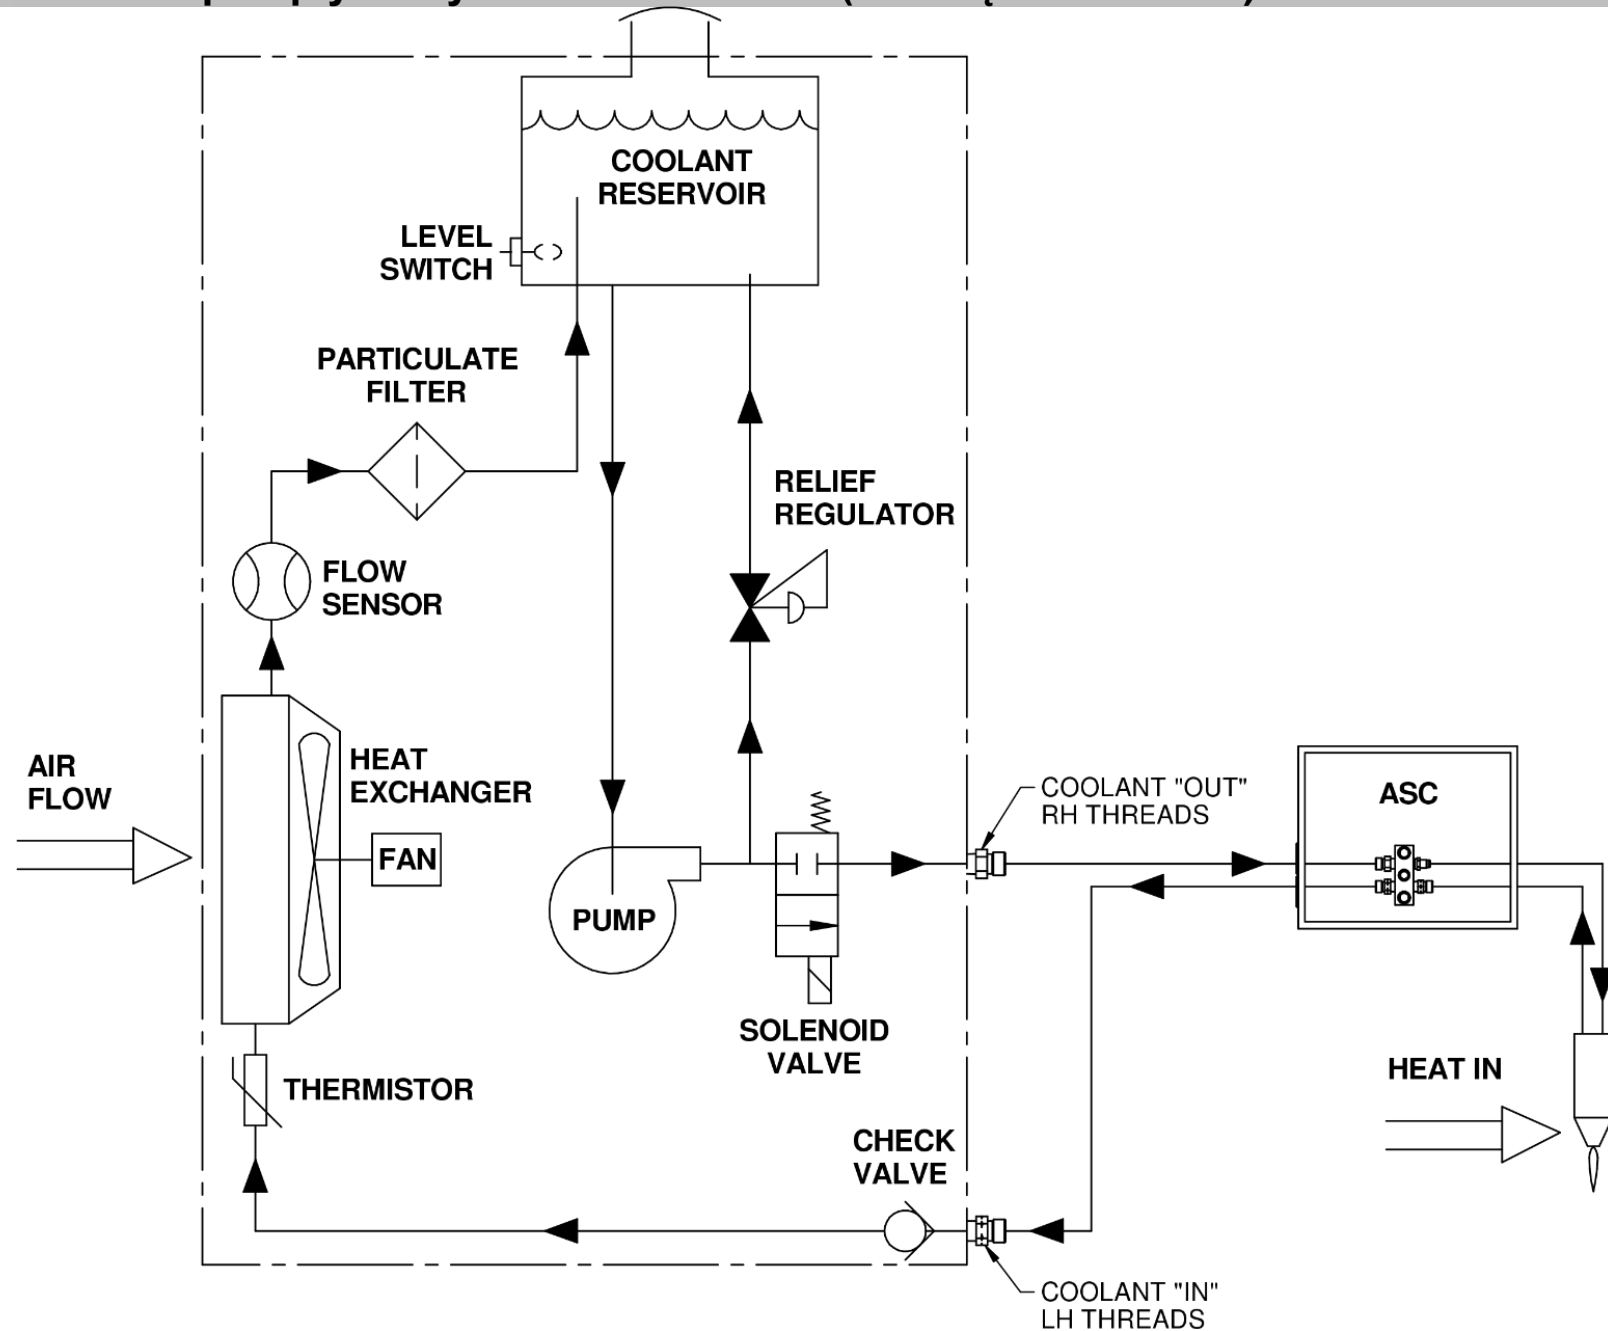 COOLANT
RESERVOIR
LEVEL
SWITCH
PARTICULATE
FILTER
RELIEF
REGULATOR
FLOW
SENSOR
AIR
FLOW
HEAT
EXCHANGER
FAN
COOLANT "OUT"
RH THREADS
ASC
PUMP
SOLENOID
VALVE
THERMISTOR
HEAT IN
CHECK
VALVE
COOLANT "IN"
LH THREADS